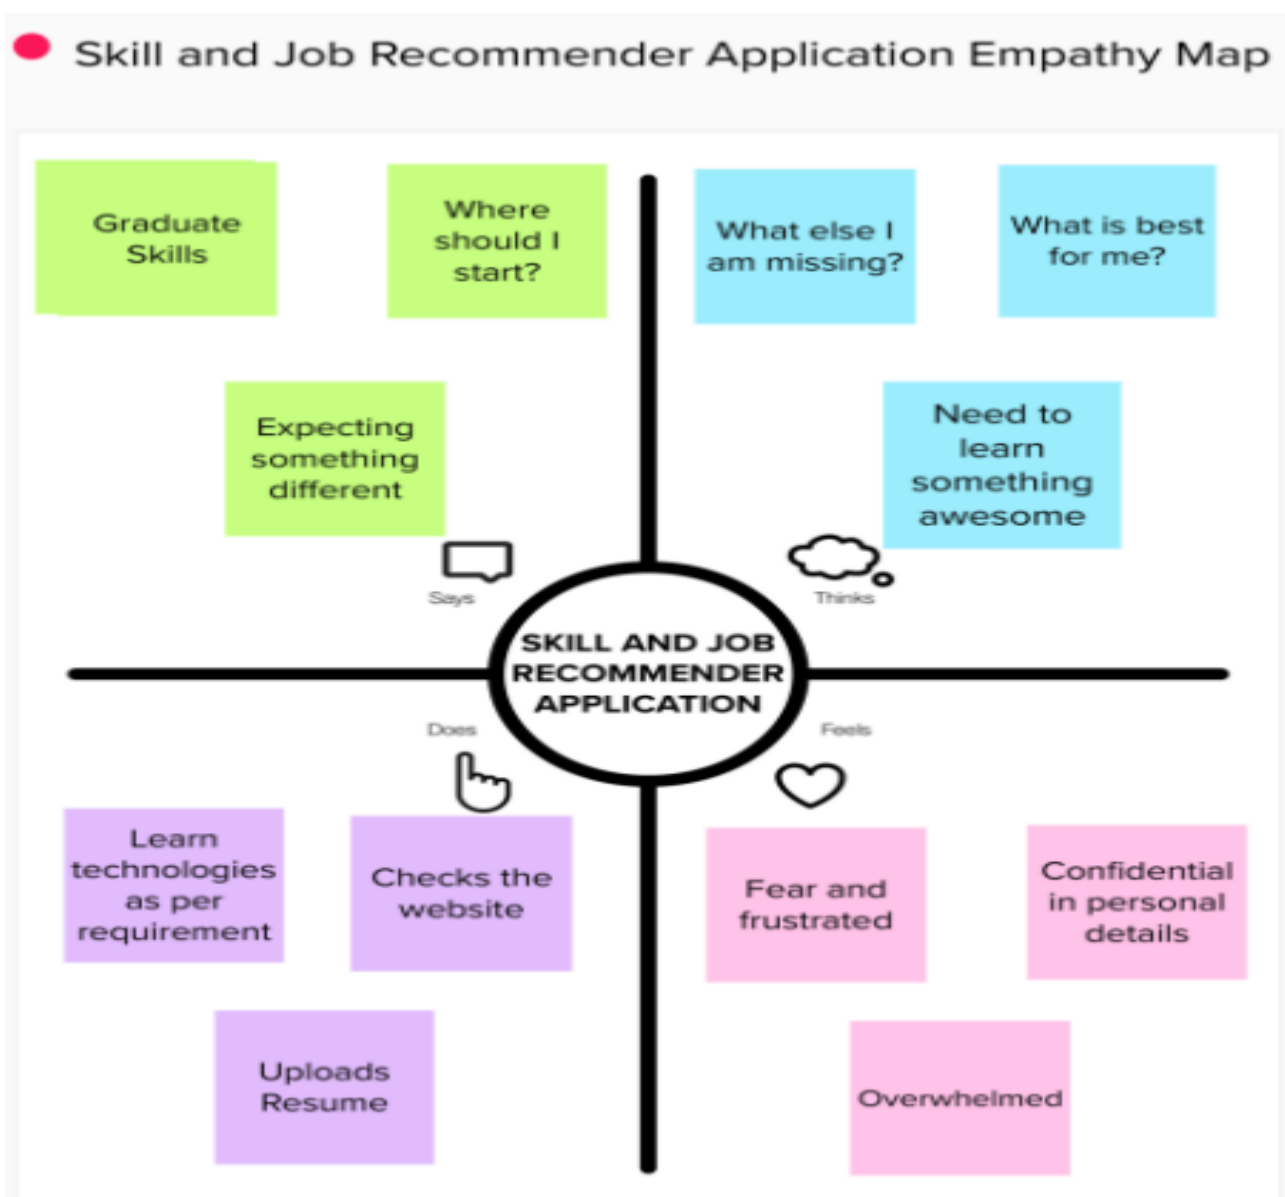 Skill and Job Recommender Application Empathy Map
Graduate
Skills
Where
should I
start?
Expecting
something
different
Says
What else I
am missing?
What is best
for me?
Need to
learn
something
awesome
Thinks
SKILL AND JOB
RECOMMENDER
APPLICATION
Does
Learn
technologies
as per
requirement
Checks the
website
Uploads
Resume
Feels
Fear and
frustrated
Confidential
in personal
details
Overwhelmed